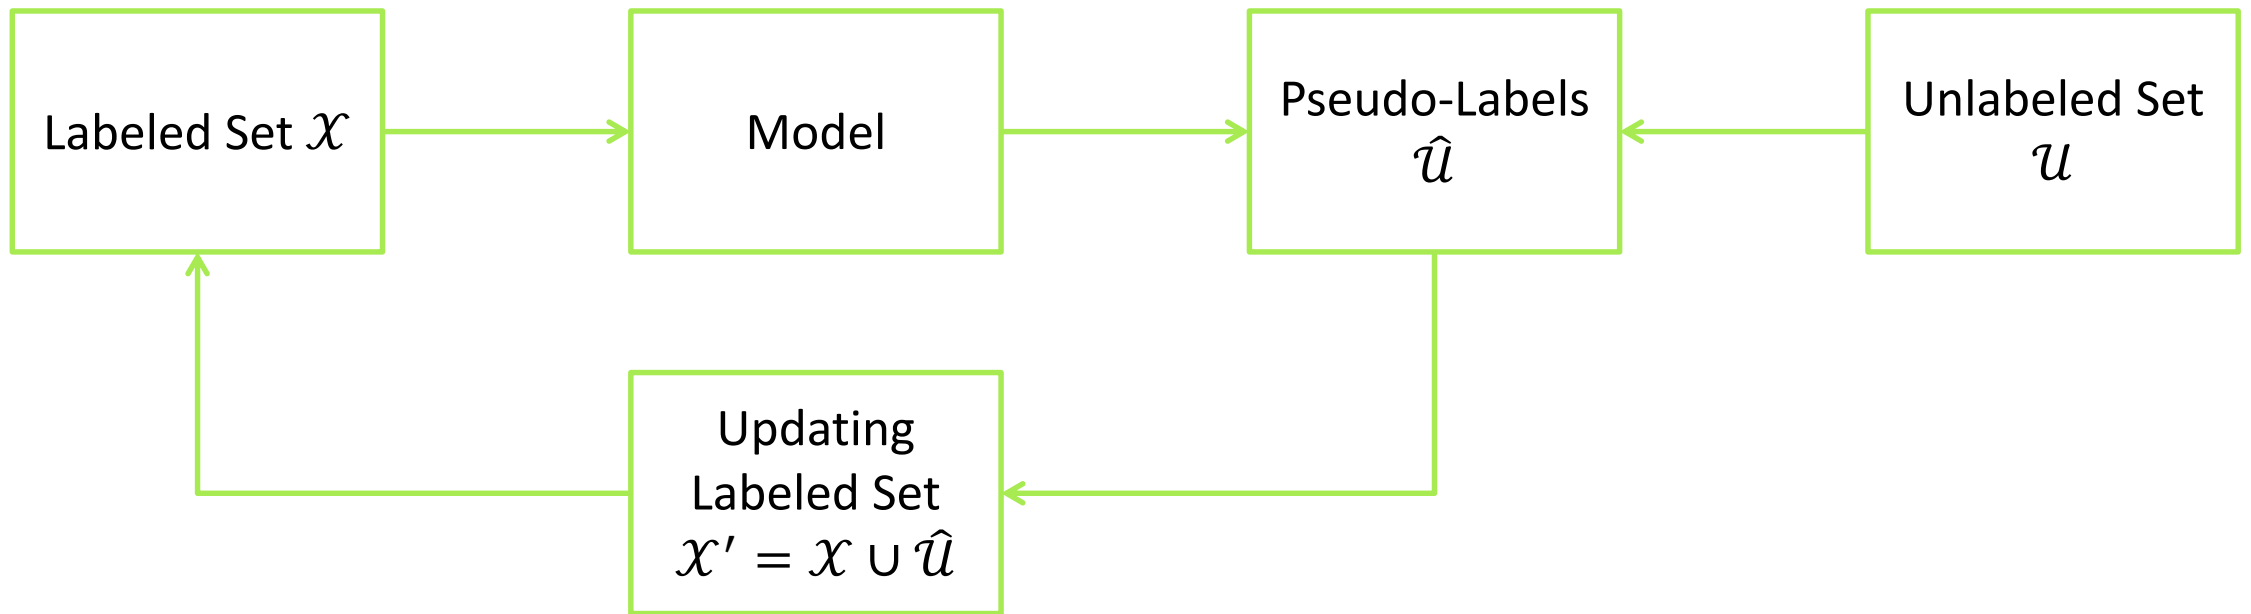 Labeled Set 𝒳
Model
Pseudo-Labels
𝒰̂
Unlabeled Set
𝒰
Updating
Labeled Set
𝒳′ = 𝒳 ∪ 𝒰̂